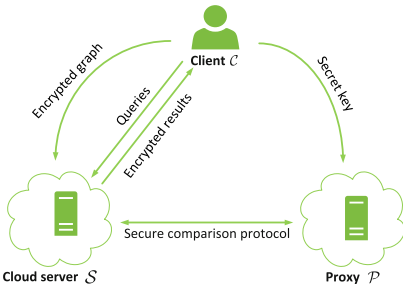 Client 𝒞
Encrypted graph
Queries
Encrypted results
Secret key
Secure comparison protocol
Cloud server 𝒮
Proxy 𝒫